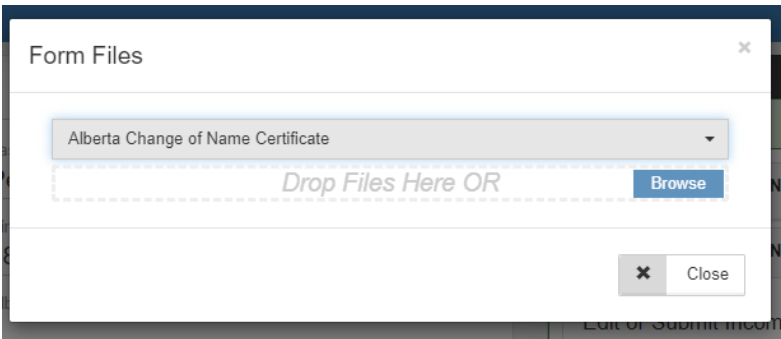 Form Files
×
Alberta Change of Name Certificate
Drop Files Here OR
Browse
Close
Edit or Submit Incom